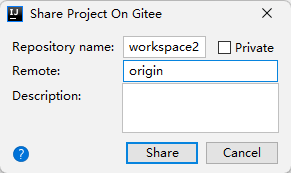 Share Project On Gitee
Repository name: workspace2 Private
Remote: origin
Description:
? Share Cancel